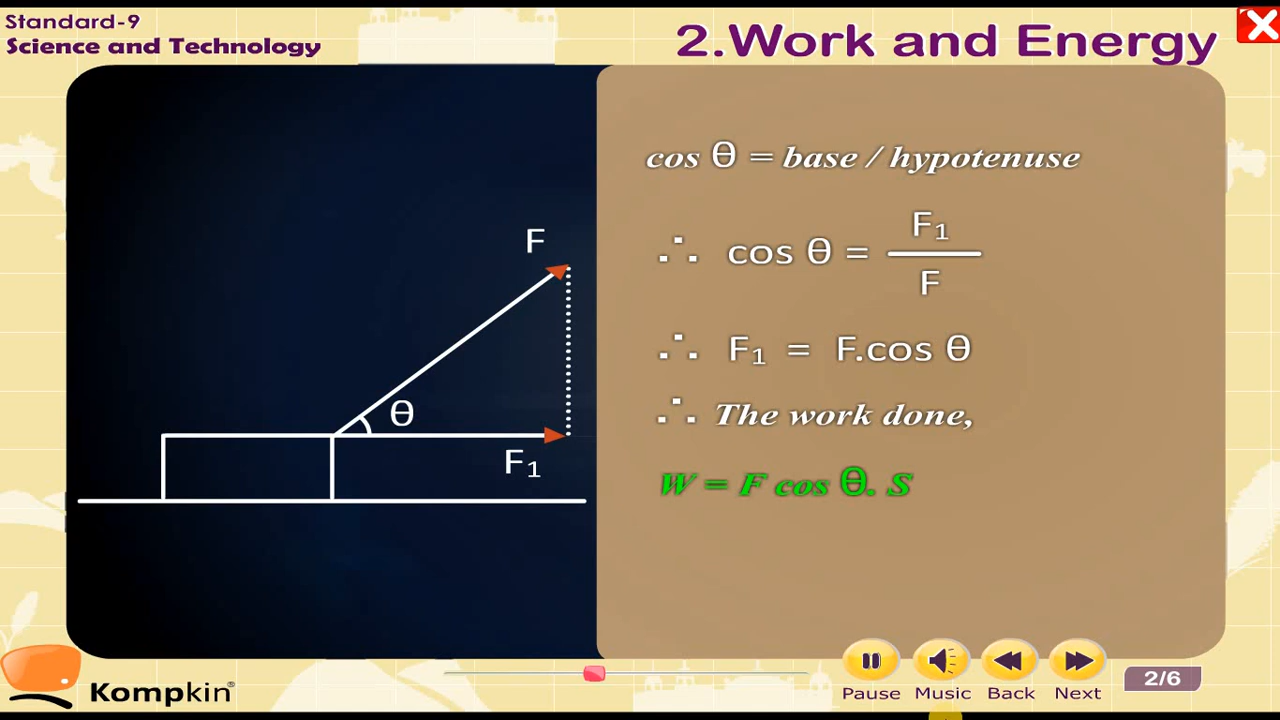 Standard-9
Science and Technology
2.Work and Energy
F
θ
F₁
cos θ = base / hypotenuse
∴ cos θ = F₁ / F
∴ F₁ = F.cos θ
∴ The work done,
W = F cos θ. S
Kompkin®
Pause Music Back Next
2/6